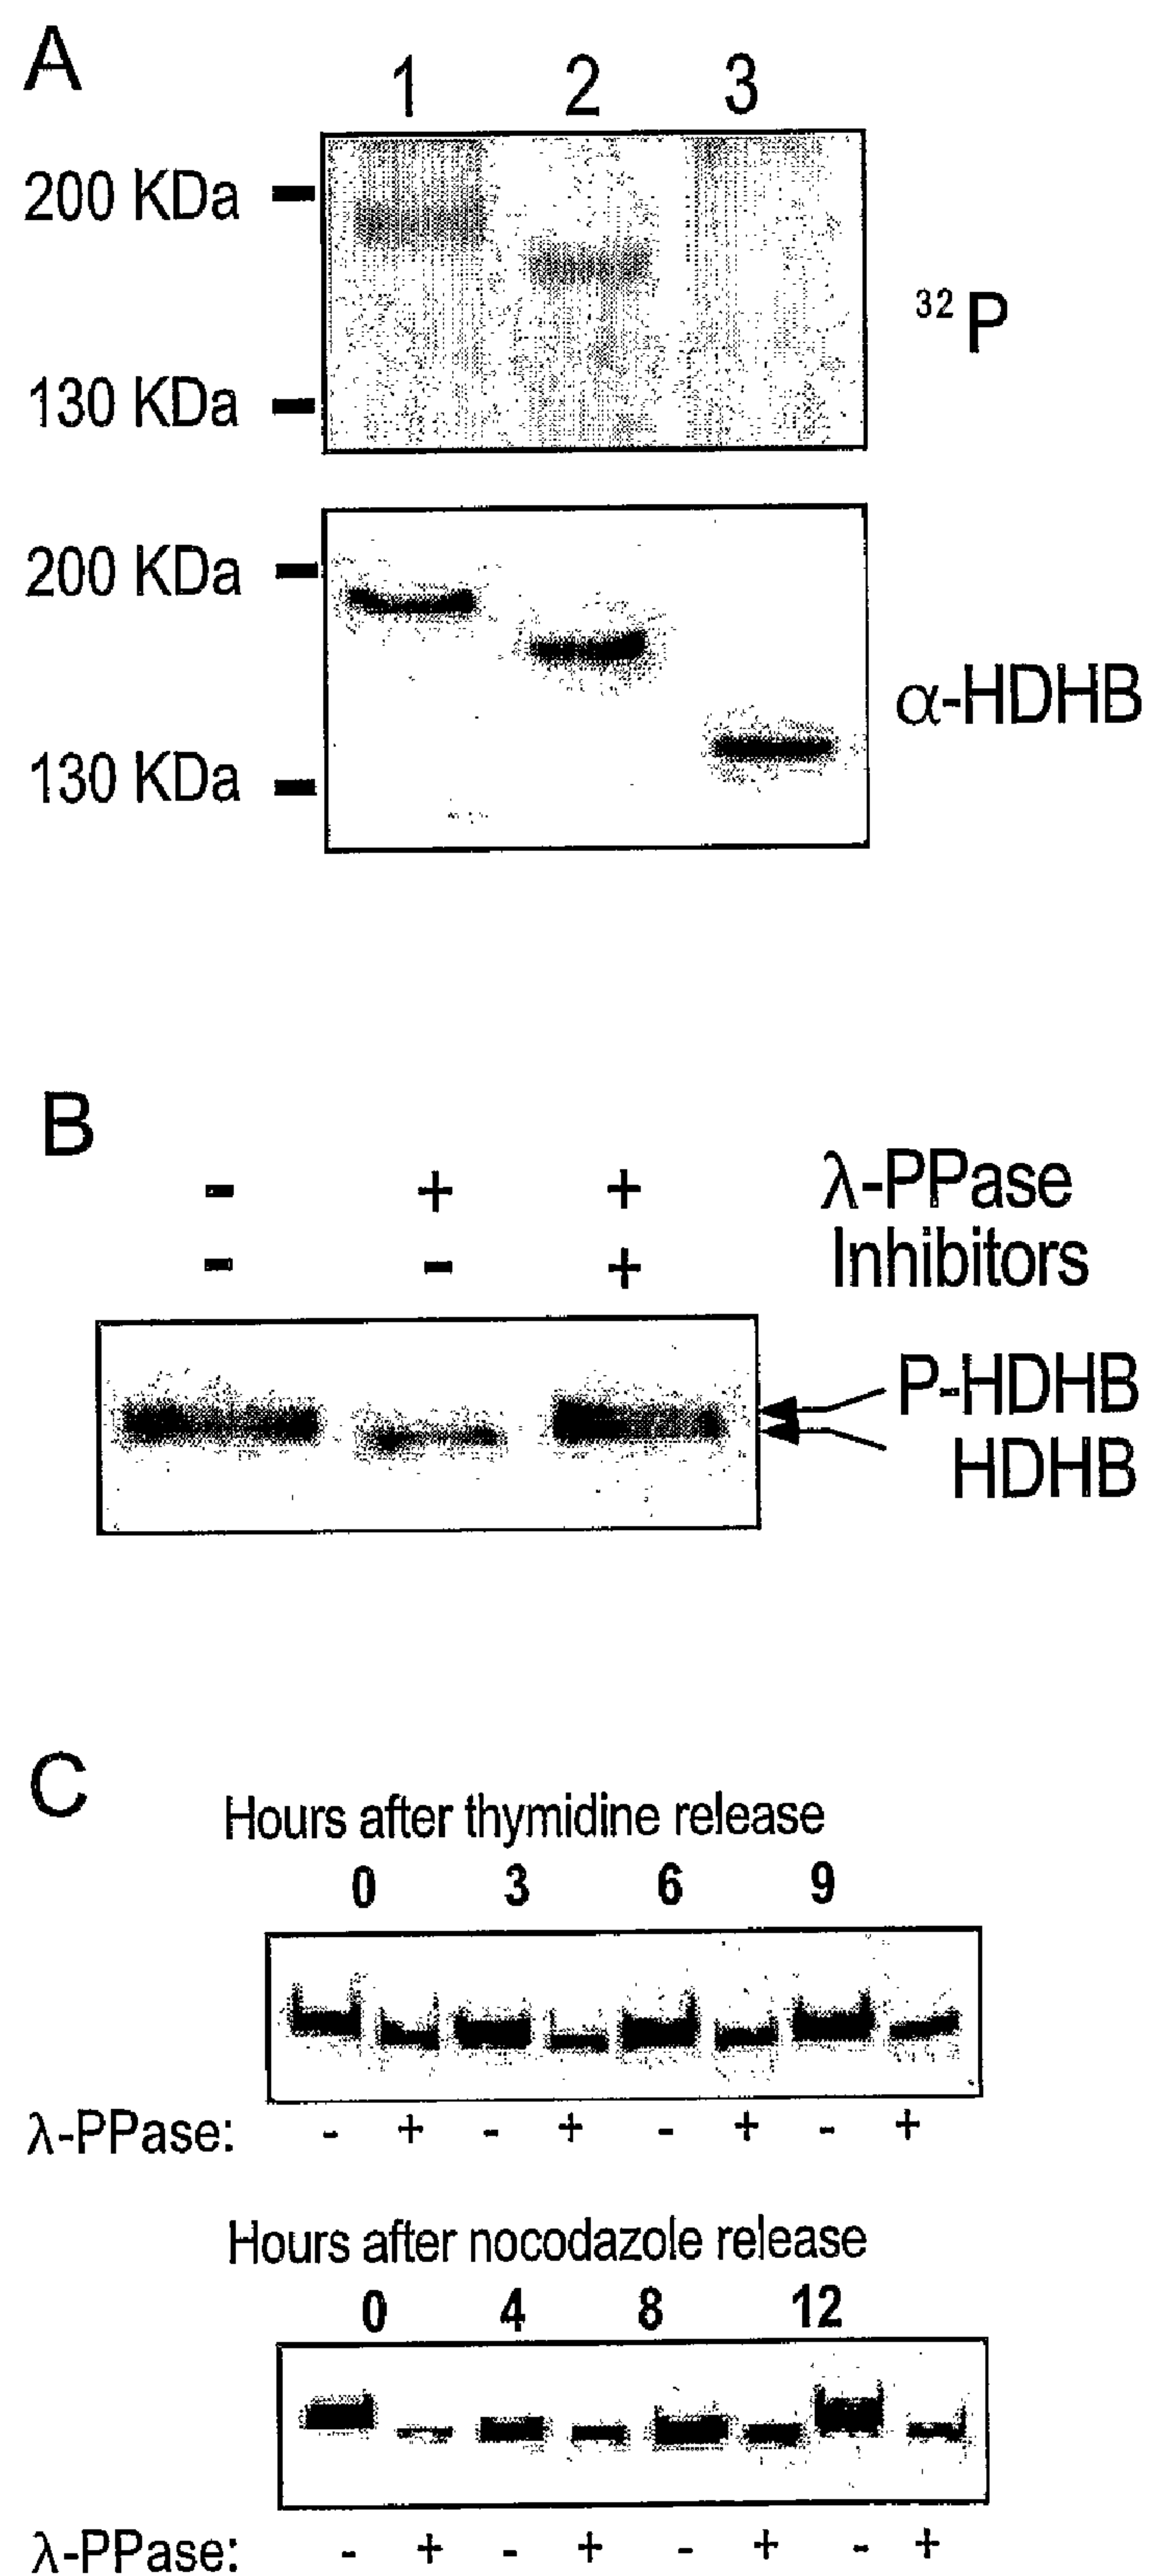 A
1 2 3
200 KDa
130 KDa
³² P
200 KDa
130 KDa
α-HDHB
B
- + + λ-PPase
- - + Inhibitors
P-HDHB
HDHB
C
Hours after thymidine release
0 3 6 9
λ-PPase: - + - + - + - +
Hours after nocodazole release
0 4 8 12
λ-PPase: - + - + - + - +